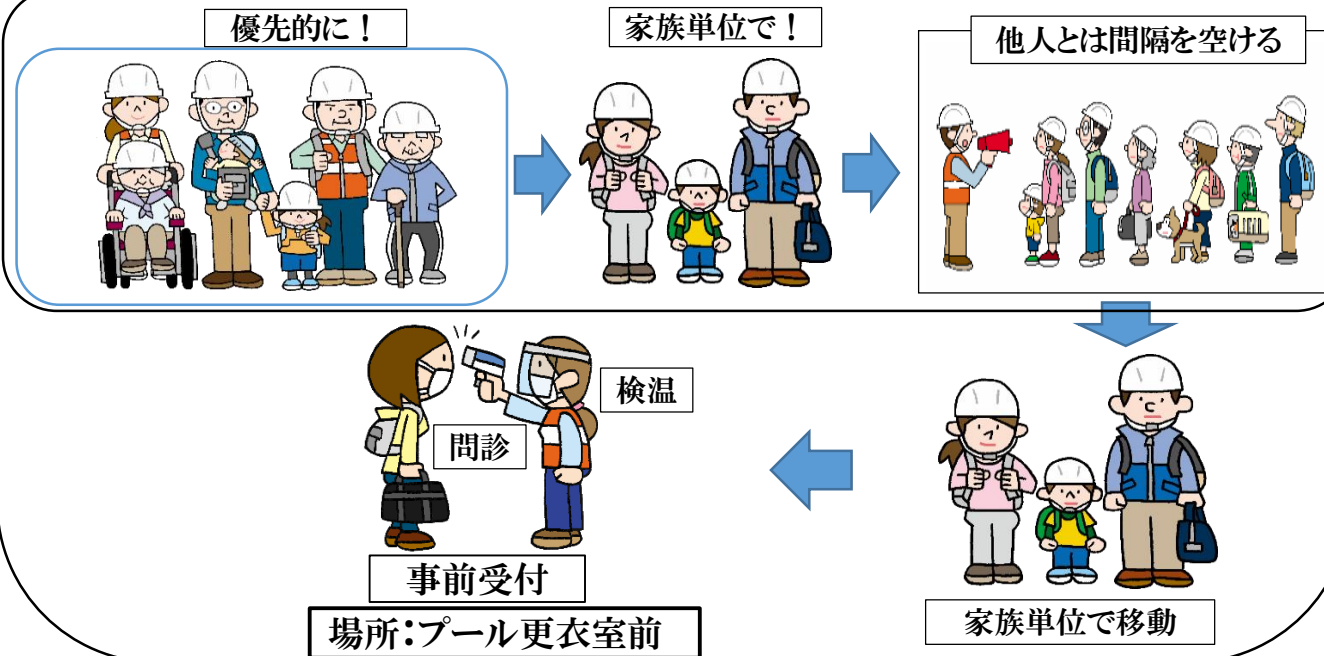 優先的に！
家族単位で！
他人とは間隔を空ける
検温
問診
事前受付
場所：プール更衣室前
家族単位で移動